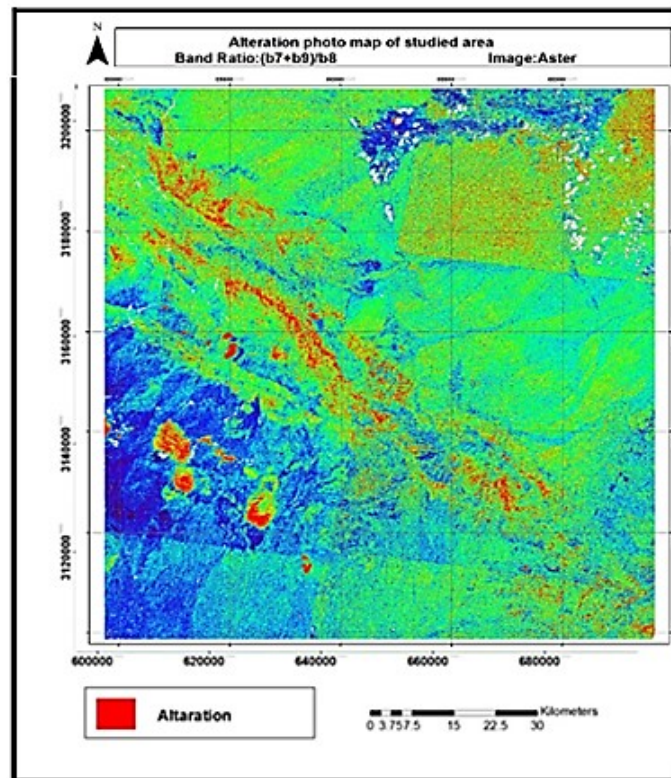 N
Alteration photo map of studied area
Band Ratio:(b7+b9)/b8 Image:Aster
3200000
3180000
3160000
3140000
3120000
600000 620000 640000 660000 680000
Altaration
Kilometers
0 3.757.5 15 22.5 30